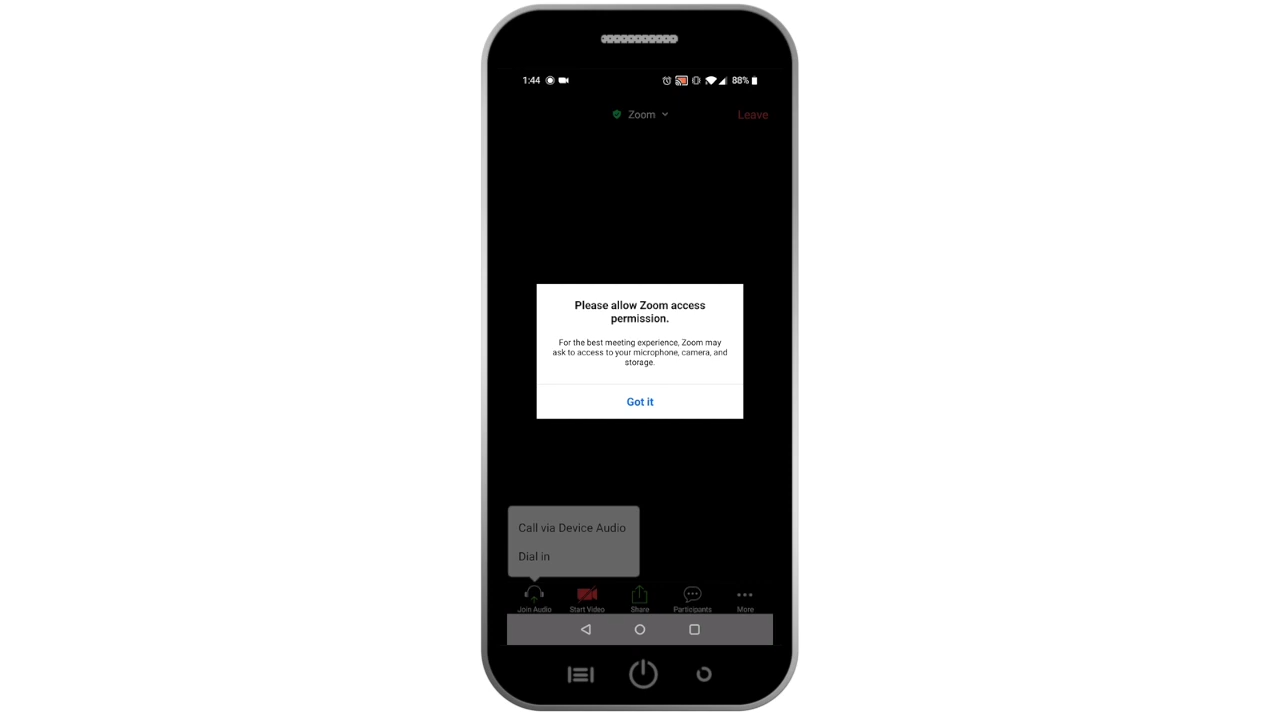 1:44
88%
Zoom
Leave
Please allow Zoom access
permission.
For the best meeting experience, Zoom may
ask to access to your microphone, camera, and
storage.
Got it
Call via Device Audio
Dial in
Join Audio Start Video Share Participants More